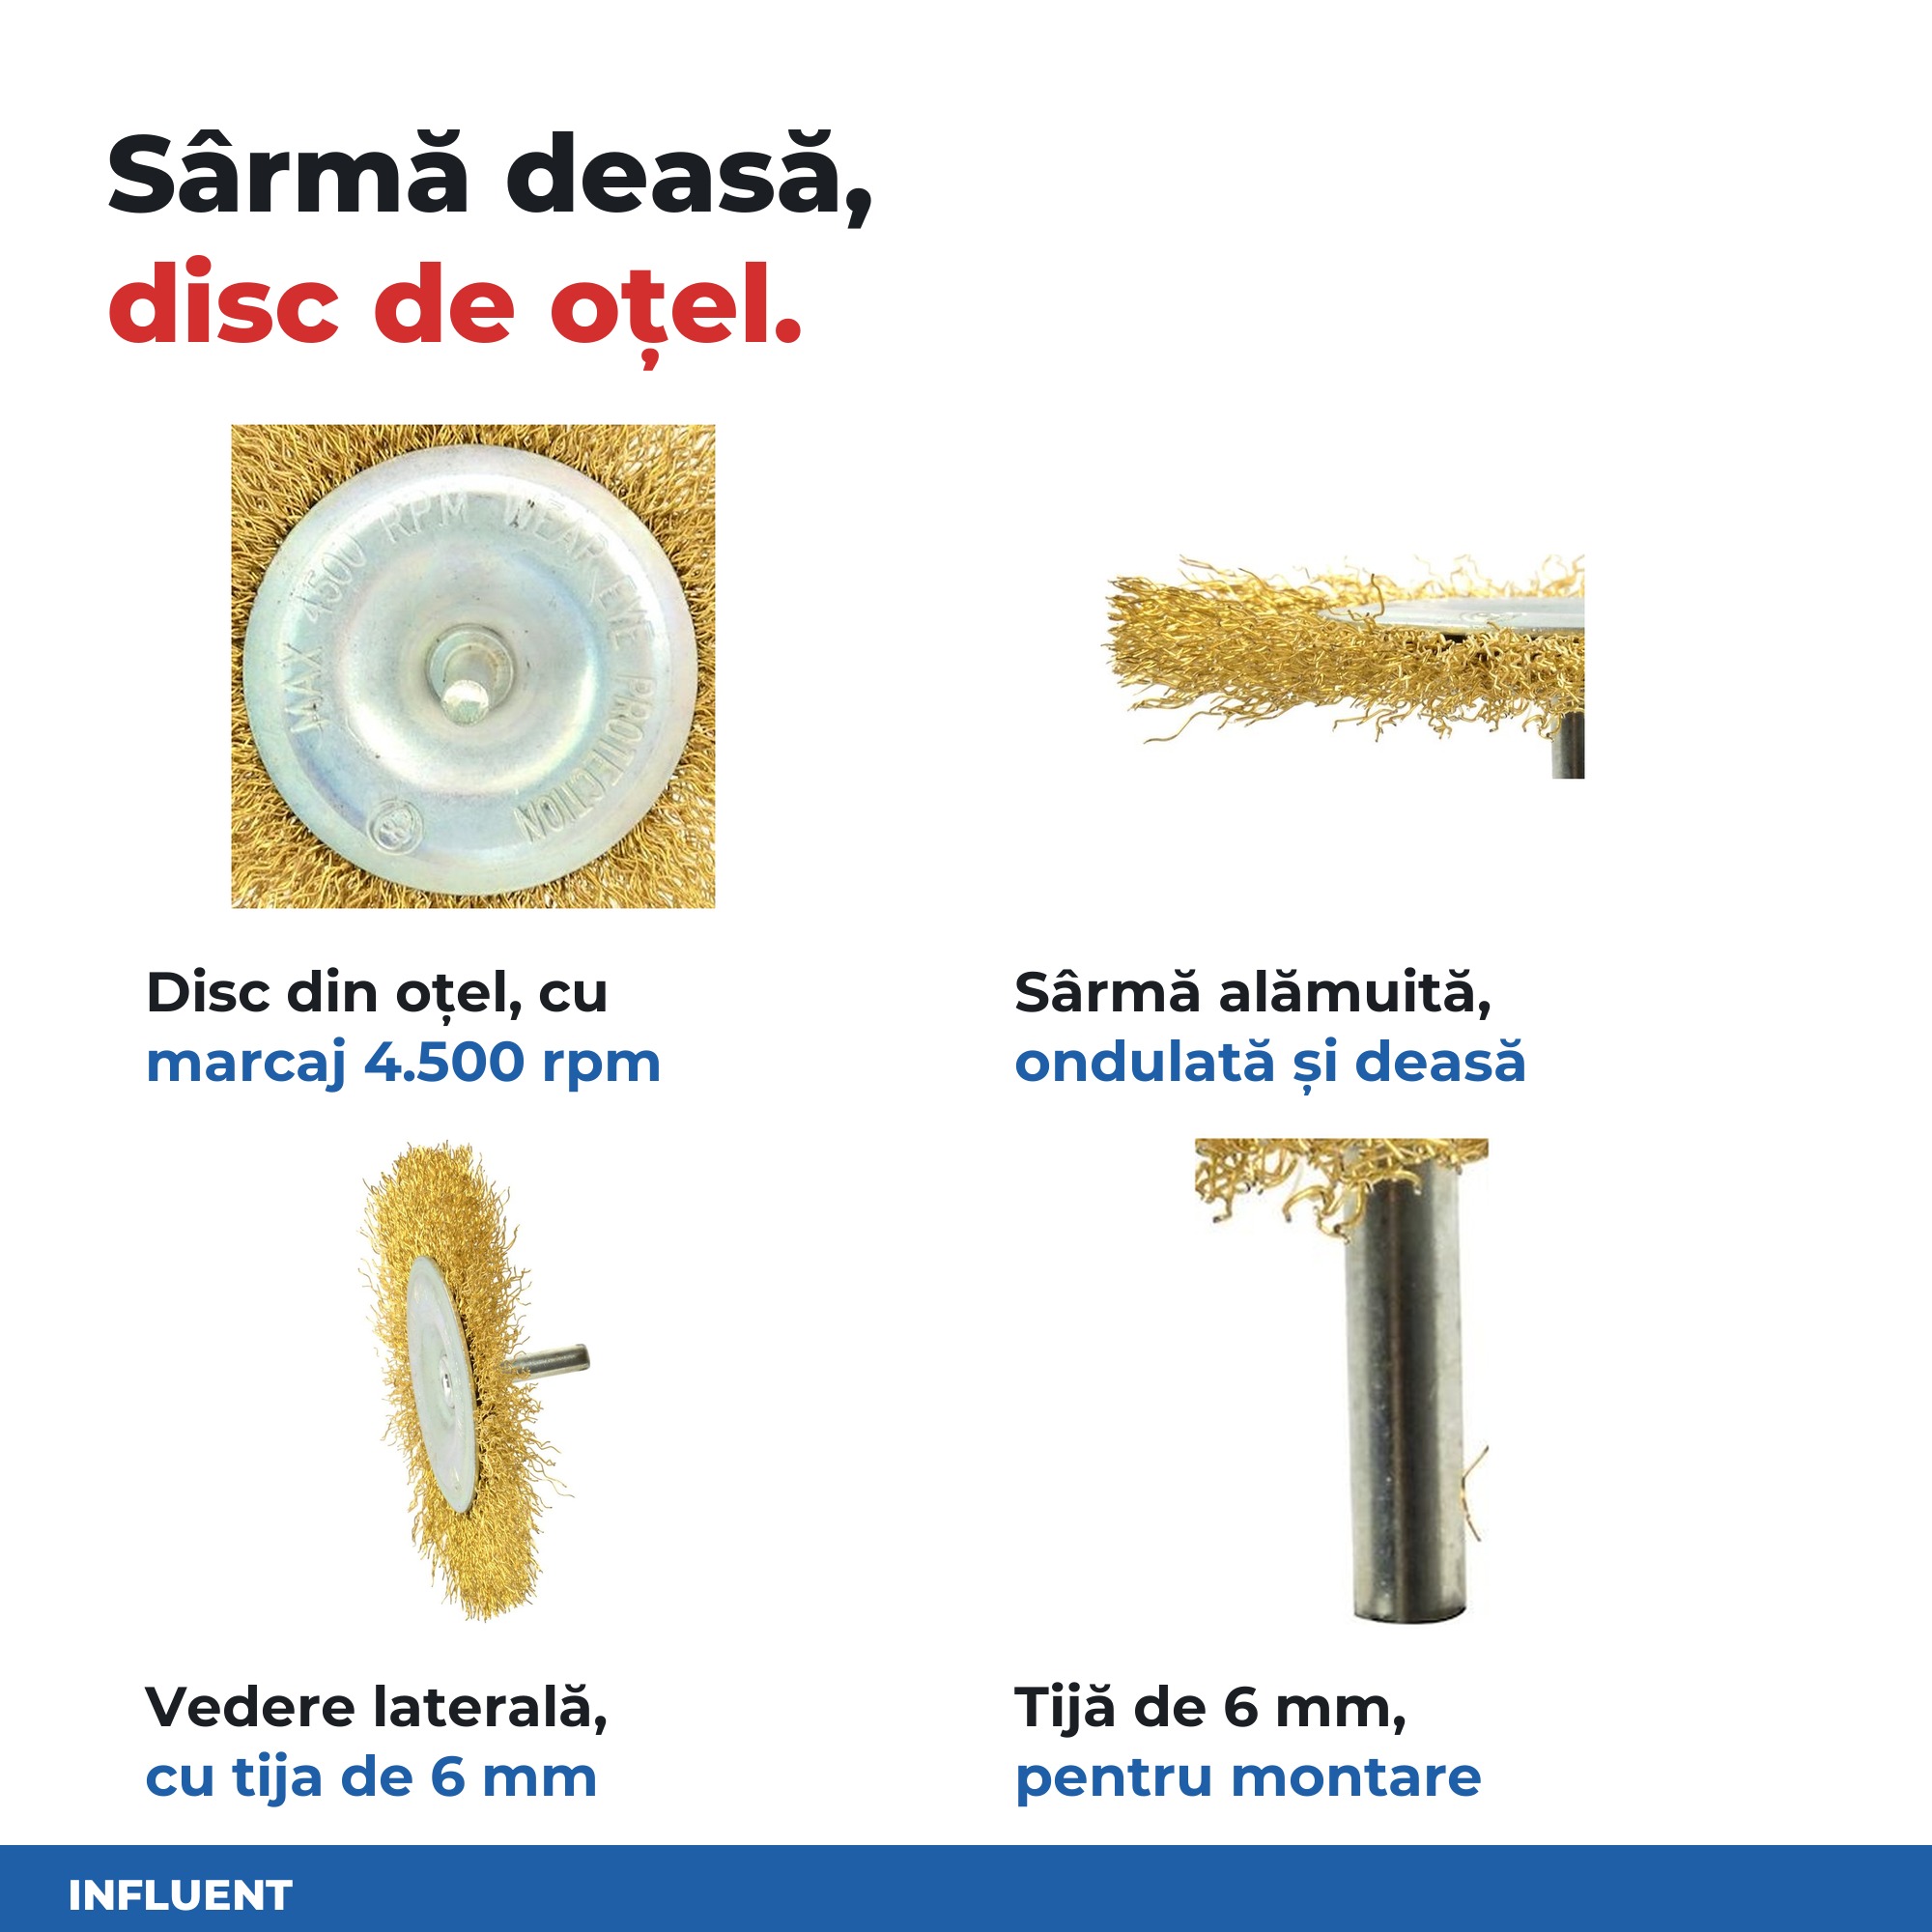 Sârmă deasă,
disc de oțel.
MAX 4500 RPM WEAR EYE PROTECTION
Disc din oțel, cu
marcaj 4.500 rpm
Sârmă alămuită,
ondulată și deasă
Vedere laterală,
cu tija de 6 mm
Tijă de 6 mm,
pentru montare
INFLUENT